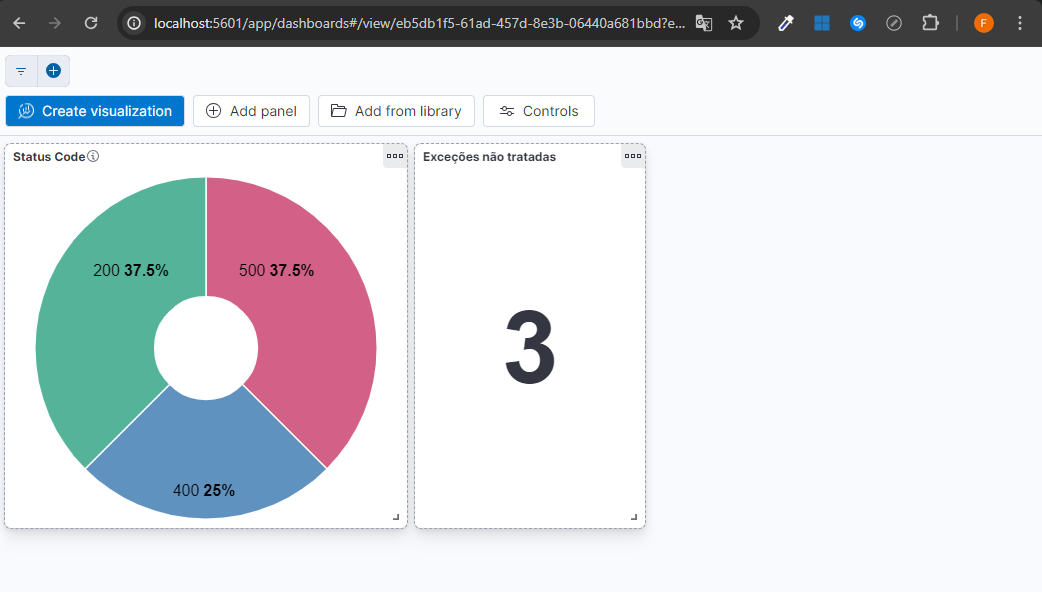 localhost:5601/app/dashboards#/view/eb5db1f5-61ad-457d-8e3b-06440a681bbd?e...
F
Create visualization
Add panel
Add from library
Controls
Status Code
Exceções não tratadas
200 37.5%
500 37.5%
3
400 25%